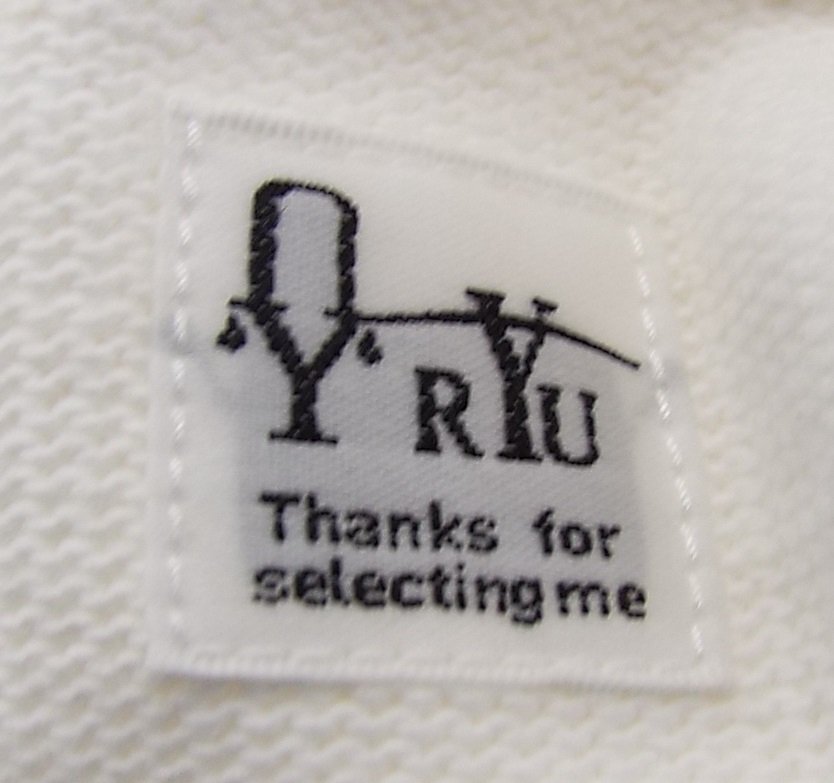 Y RYU
Thanks for
selecting me